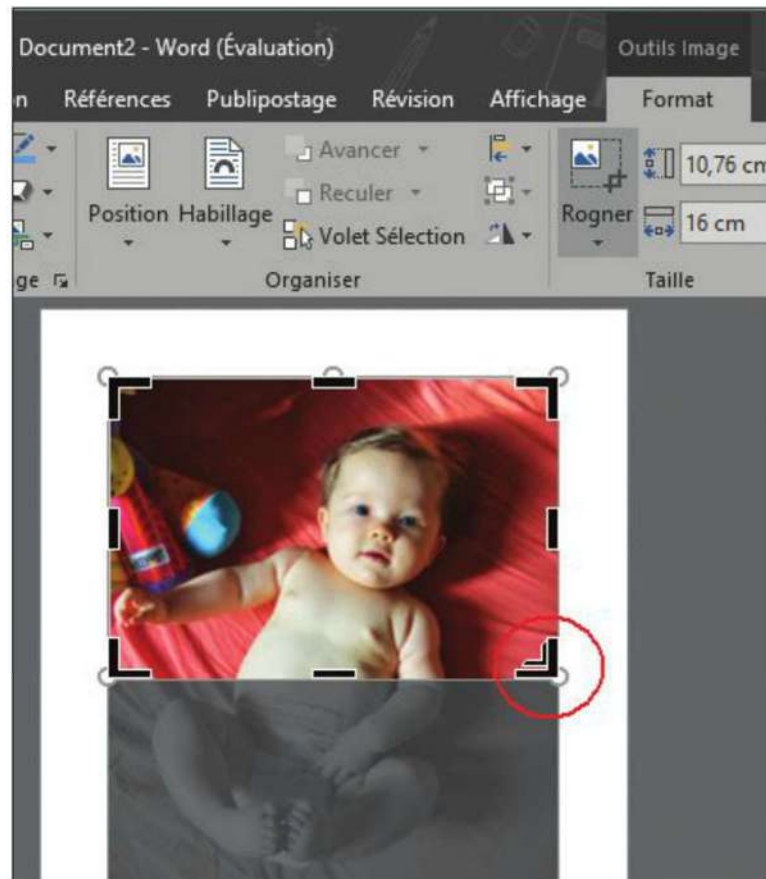 Document2 - Word (Évaluation)
Outils Image
n Références Publipostage Révision Affichage Format
Avancer
Reculer
Position Habillage
Volet Sélection
Rogner
10,76 cm
16 cm
ge
Organiser
Taille